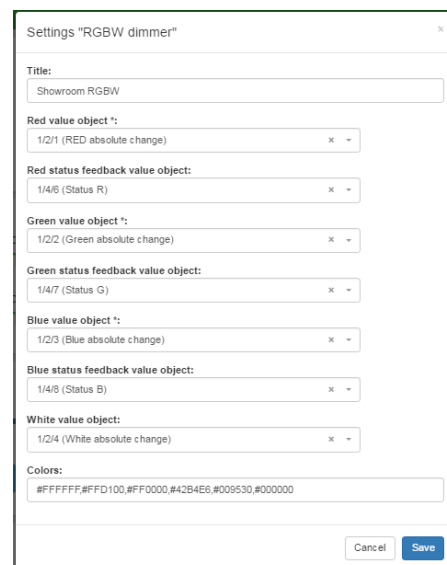 Settings "RGBW dimmer"
×
Title:
Showroom RGBW
Red value object *:
1/2/1 (RED absolute change)
×
Red status feedback value object:
1/4/6 (Status R)
×
Green value object *:
1/2/2 (Green absolute change)
×
Green status feedback value object:
1/4/7 (Status G)
×
Blue value object *:
1/2/3 (Blue absolute change)
×
Blue status feedback value object:
1/4/8 (Status B)
×
White value object:
1/2/4 (White absolute change)
×
Colors:
#FFFFFF,#FFD100,#FF0000,#42B4E6,#009530,#000000
Cancel Save